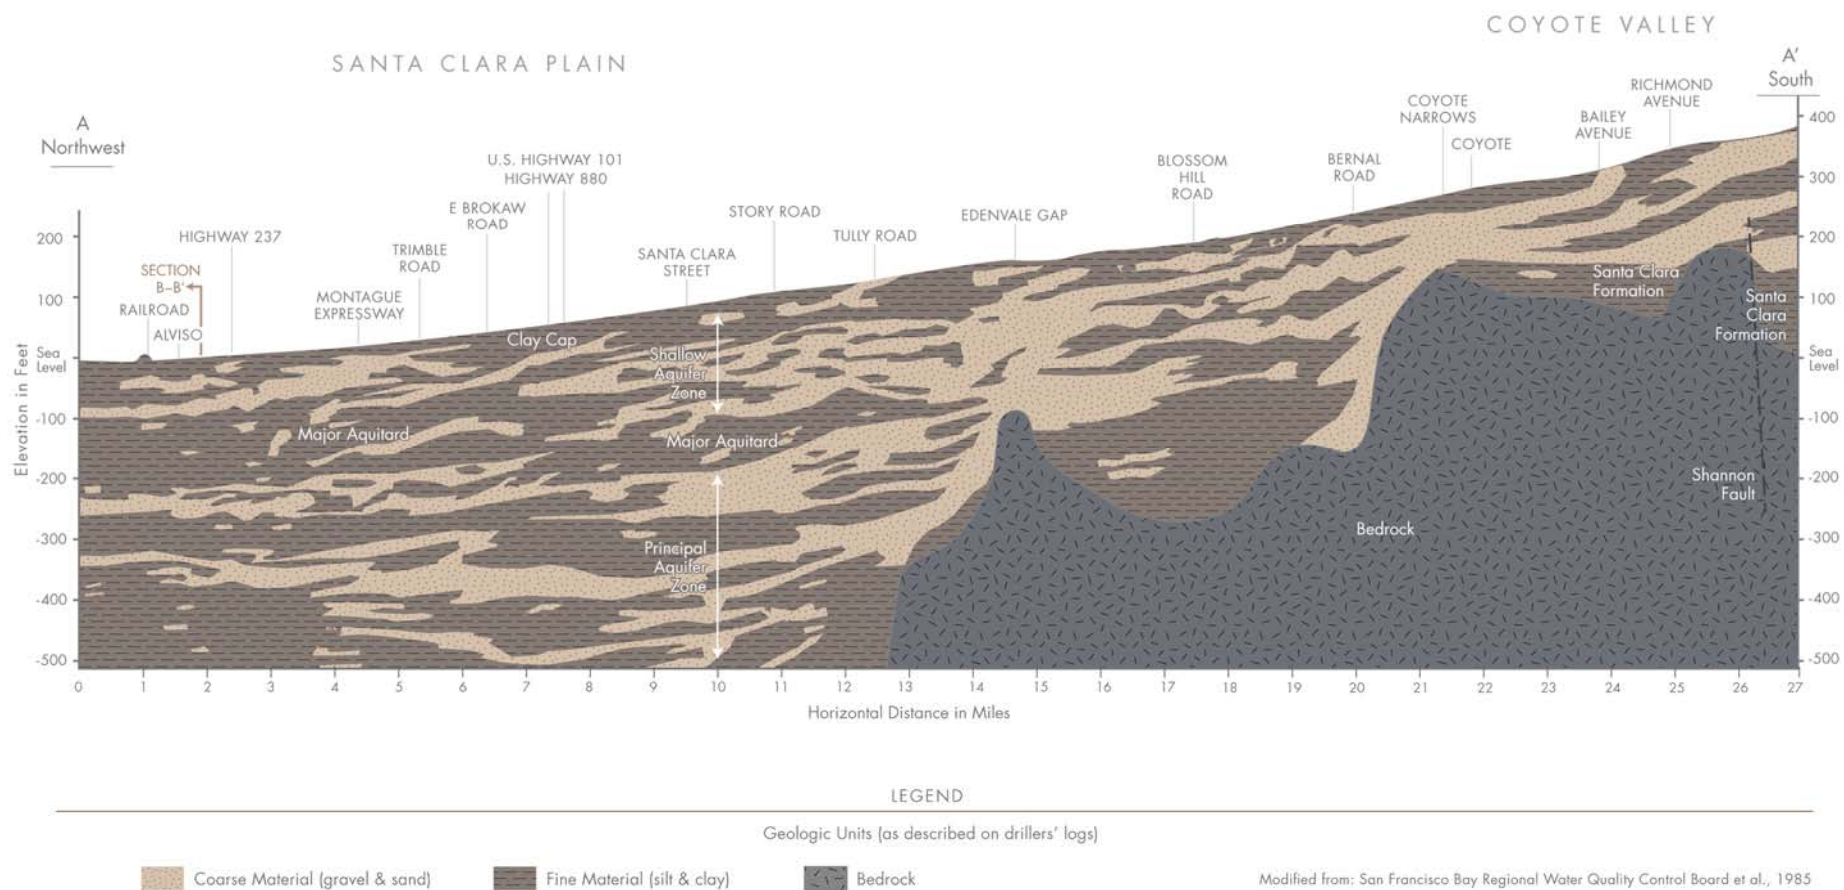 COYOTE VALLEY
SANTA CLARA PLAIN
A
Northwest
A'
South
SECTION
B–B'
RAILROAD
ALVISO
HIGHWAY 237
MONTAGUE
EXPRESSWAY
TRIMBLE
ROAD
E BROKAW
ROAD
U.S. HIGHWAY 101
HIGHWAY 880
SANTA CLARA
STREET
STORY ROAD
TULLY ROAD
EDENVALE GAP
BLOSSOM
HILL
ROAD
BERNAL
ROAD
COYOTE
NARROWS
COYOTE
BAILEY
AVENUE
RICHMOND
AVENUE
Elevation in Feet
200
100
Sea
Level
-100
-200
-300
-400
-500
400
300
200
100
Sea
Level
-100
-200
-300
-400
-500
Clay Cap
Shallow
Aquifer
Zone
Major Aquitard
Major Aquitard
Principal
Aquifer
Zone
Santa Clara
Formation
Santa
Clara
Formation
Shannon
Fault
Bedrock
0 1 2 3 4 5 6 7 8 9 10 11 12 13 14 15 16 17 18 19 20 21 22 23 24 25 26 27
Horizontal Distance in Miles
LEGEND
Geologic Units (as described on drillers' logs)
Coarse Material (gravel & sand)
Fine Material (silt & clay)
Bedrock
Modified from: San Francisco Bay Regional Water Quality Control Board et al., 1985